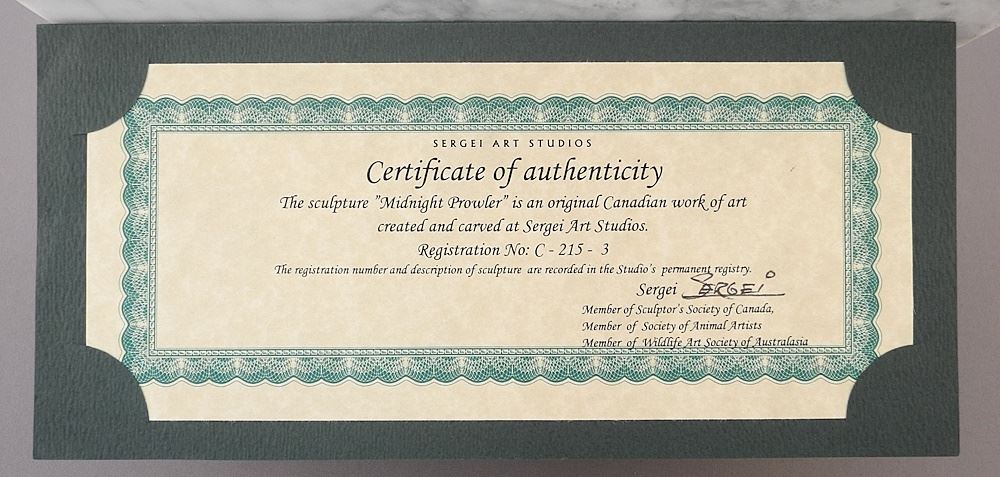 SERGEI ART STUDIOS
Certificate of authenticity
The sculpture "Midnight Prowler" is an original Canadian work of art
created and carved at Sergei Art Studios.
Registration No: C - 215 - 3
The registration number and description of sculpture are recorded in the Studio's permanent registry.
Sergei SERGEI
Member of Sculptor's Society of Canada,
Member of Society of Animal Artists
Member of Wildlife Art Society of Australasia